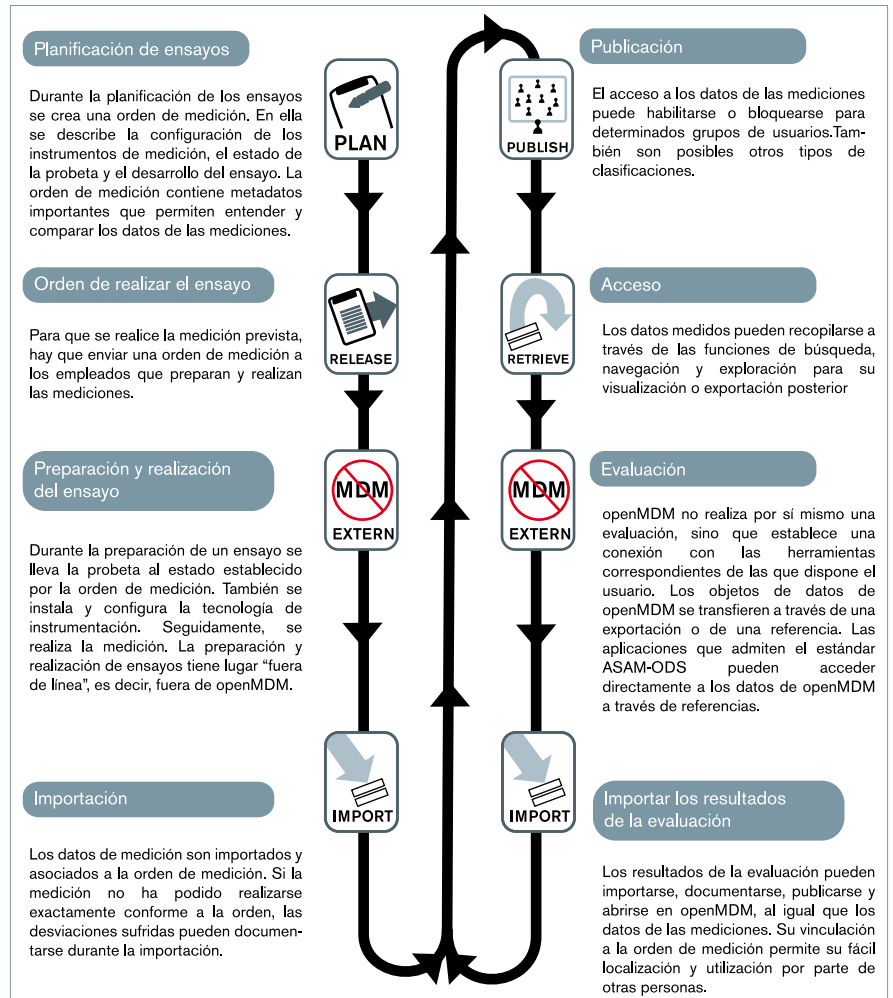 Planificación de ensayos
Durante la planificación de los ensayos
se crea una orden de medición. En ella
se describe la configuración de los
instrumentos de medición, el estado de
la probeta y el desarrollo del ensayo. La
orden de medición contiene metadatos
importantes que permiten entender y
comparar los datos de las mediciones.
PLAN
Orden de realizar el ensayo
Para que se realice la medición prevista,
hay que enviar una orden de medición a
los empleados que preparan y realizan
las mediciones.
RELEASE
Preparación y realización
del ensayo
Durante la preparación de un ensayo se
lleva la probeta al estado establecido
por la orden de medición. También se
instala y configura la tecnología de
instrumentación. Seguidamente, se
realiza la medición. La preparación y
realización de ensayos tiene lugar “fuera
de línea”, es decir, fuera de openMDM.
MDM
EXTERN
Importación
Los datos de medición son importados y
asociados a la orden de medición. Si la
medición no ha podido realizarse
exactamente conforme a la orden, las
desviaciones sufridas pueden documen-
tarse durante la importación.
IMPORT
Publicación
El acceso a los datos de las mediciones
puede habilitarse o bloquearse para
determinados grupos de usuarios.Tam-
bién son posibles otros tipos de
clasificaciones.
PUBLISH
Acceso
Los datos medidos pueden recopilarse a
través de las funciones de búsqueda,
navegación y exploración para su
visualización o exportación posterior
RETRIEVE
Evaluación
openMDM no realiza por sí mismo una
evaluación, sino que establece una
conexión con las herramientas
correspondientes de las que dispone el
usuario. Los objetos de datos de
openMDM se transfieren a través de una
exportación o de una referencia. Las
aplicaciones que admiten el estándar
ASAM-ODS pueden acceder
directamente a los datos de openMDM
a través de referencias.
MDM
EXTERN
Importar los resultados
de la evaluación
Los resultados de la evaluación pueden
importarse, documentarse, publicarse y
abrirse en openMDM, al igual que los
datos de las mediciones. Su vinculación
a la orden de medición permite su fácil
localización y utilización por parte de
otras personas.
IMPORT